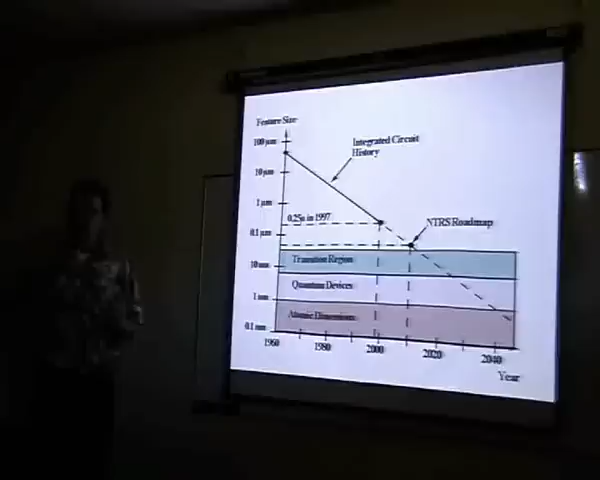 Feature Size
100 μm
Integrated Circuit
History
10 μm
1 μm
0.25μ in 1997
NTRS Roadmap
0.1 μm
Transition Region
10 nm
Quantum Devices
1 nm
Atomic Dimensions
0.1 nm
1960
1980
2000
2020
2040
Year